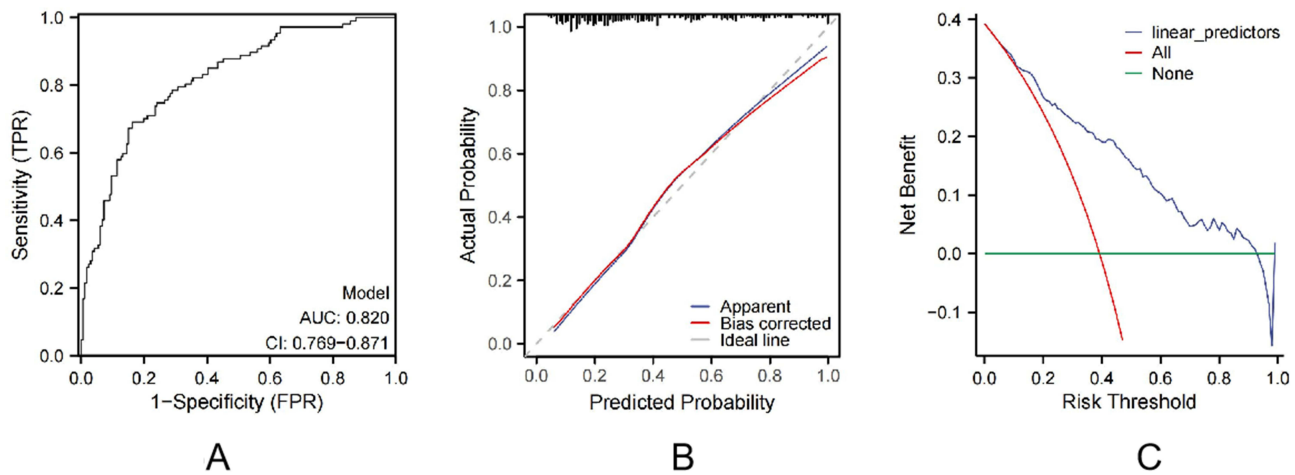 1.0
0.8
0.6
0.4
0.2
0.0
Sensitivity (TPR)
Model
AUC: 0.820
CI: 0.769−0.871
0.0 0.2 0.4 0.6 0.8 1.0
1−Specificity (FPR)
A
1.0
0.8
0.6
0.4
0.2
0.0
Actual Probability
Apparent
Bias corrected
Ideal line
0.0 0.2 0.4 0.6 0.8 1.0
Predicted Probability
B
0.4
0.3
0.2
0.1
0.0
−0.1
Net Benefit
linear_predictors
All
None
0.0 0.2 0.4 0.6 0.8 1.0
Risk Threshold
C